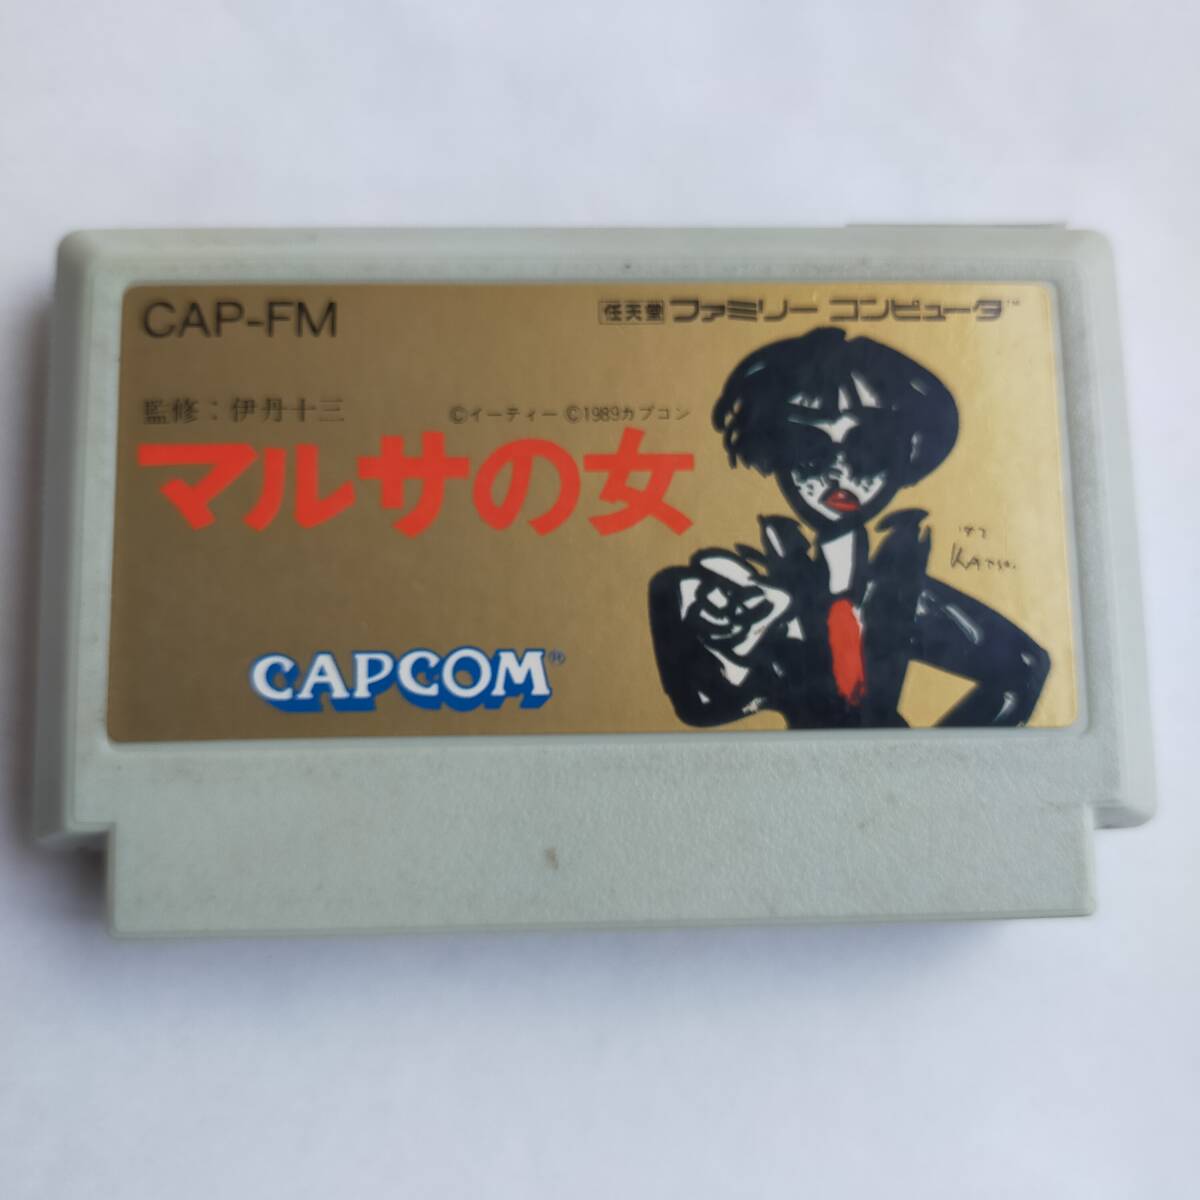 CAP-FM
任天堂 ファミリー コンピュータ™
監修：伊丹十三
©イーティー ©1989カプコン
マルサの女
CAPCOM®